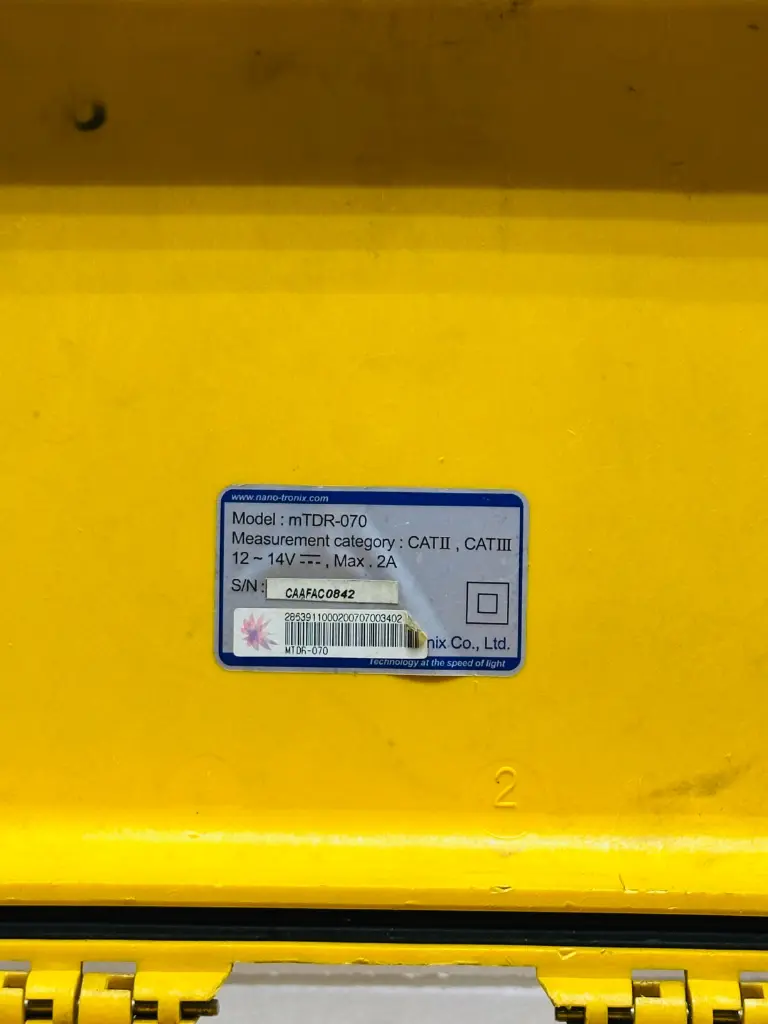 www.nano-tronix.com
Model : mTDR-070
Measurement category : CATⅡ , CATⅢ
12 ~ 14V ⎓ , Max . 2A
S/N : CAAFAC0842
2853911000200707003402
MTDR-070
nix Co., Ltd.
Technology at the speed of light
2